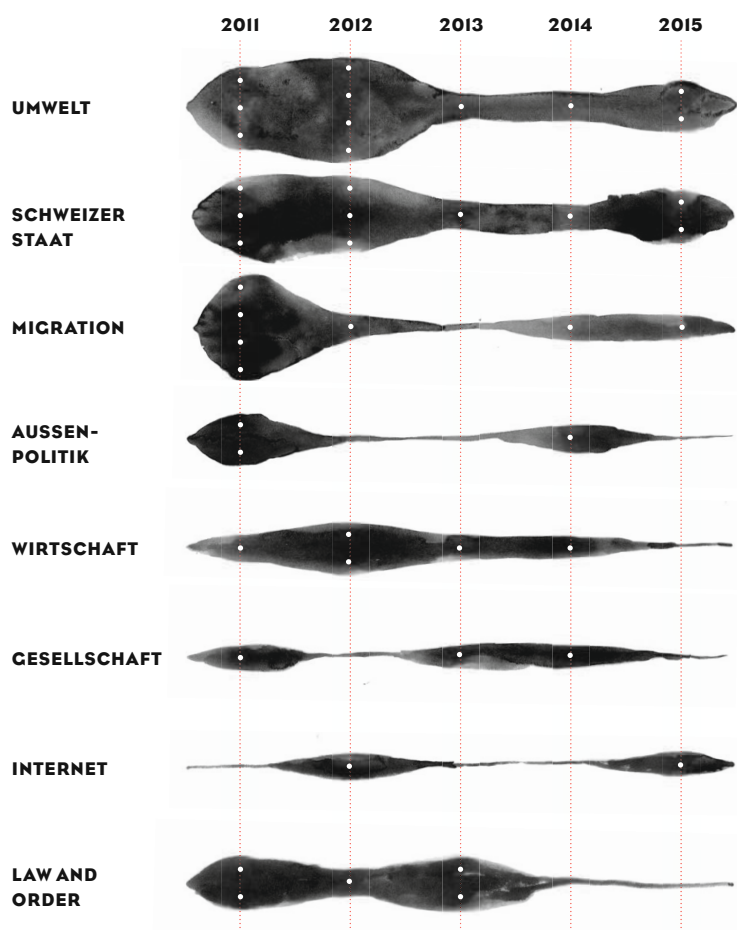 2011 2012 2013 2014 2015
UMWELT
SCHWEIZER
STAAT
MIGRATION
AUSSEN-
POLITIK
WIRTSCHAFT
GESELLSCHAFT
INTERNET
LAW AND
ORDER